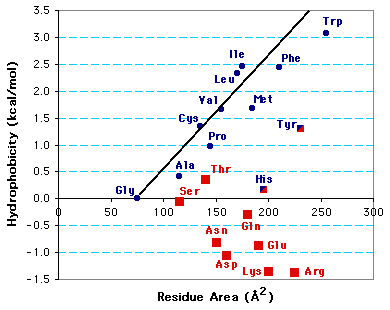 3.5
3.0
2.5
2.0
1.5
1.0
0.5
0.0
-0.5
-1.0
-1.5
Hydrophobicity (kcal/mol)
Trp
Ile
Phe
Leu
Val
Met
Cys
Tyr
Pro
Ala
Thr
His
Gly
Ser
Gln
Asn
Glu
Asp
Lys
Arg
0
50
100
150
200
250
300
Residue Area (Å²)